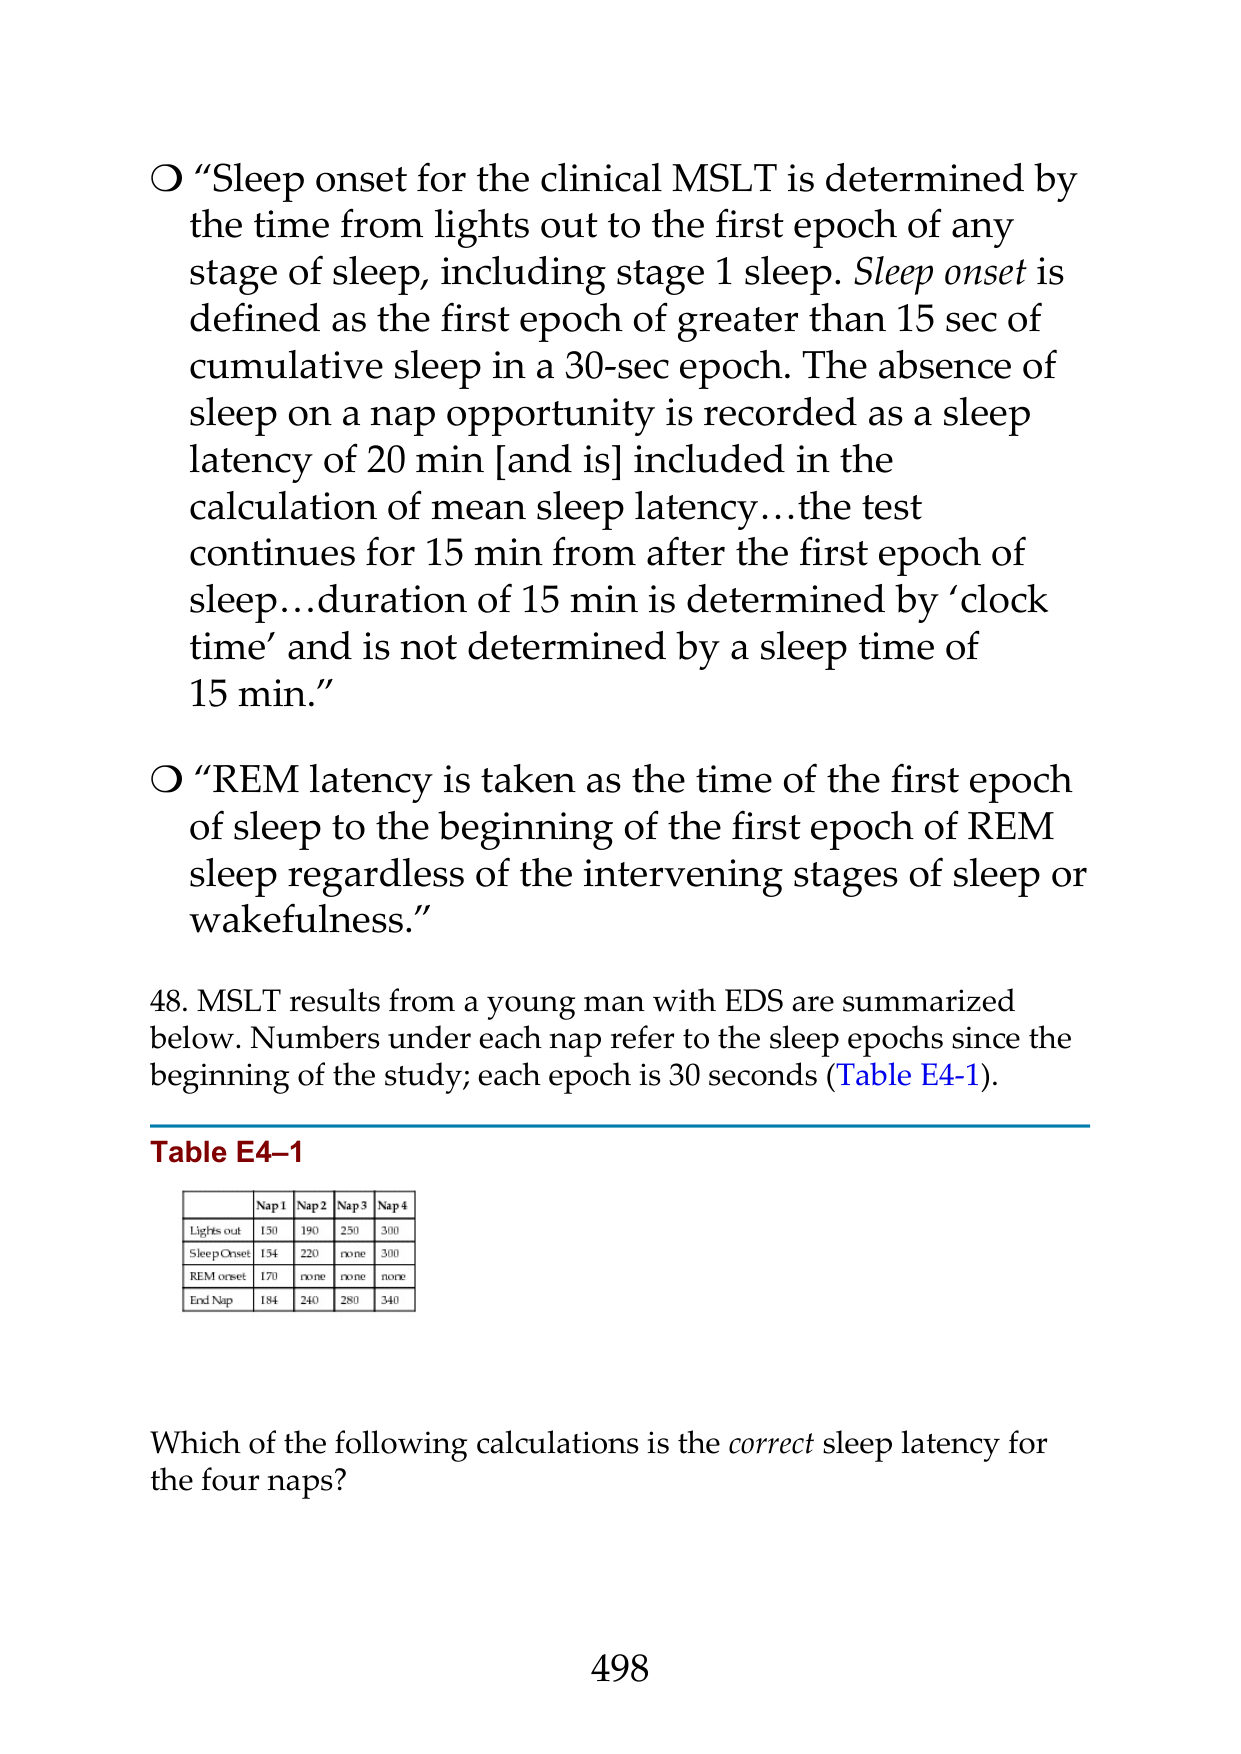 ❍ “Sleep onset for the clinical MSLT is determined by
the time from lights out to the first epoch of any
stage of sleep, including stage 1 sleep. Sleep onset is
defined as the first epoch of greater than 15 sec of
cumulative sleep in a 30-sec epoch. The absence of
sleep on a nap opportunity is recorded as a sleep
latency of 20 min [and is] included in the
calculation of mean sleep latency…the test
continues for 15 min from after the first epoch of
sleep…duration of 15 min is determined by ‘clock
time’ and is not determined by a sleep time of
15 min.”
❍ “REM latency is taken as the time of the first epoch
of sleep to the beginning of the first epoch of REM
sleep regardless of the intervening stages of sleep or
wakefulness.”
48. MSLT results from a young man with EDS are summarized
below. Numbers under each nap refer to the sleep epochs since the
beginning of the study; each epoch is 30 seconds (Table E4-1).
Table E4–1
Nap 1 Nap 2 Nap 3 Nap 4
Lights out 150 190 250 300
Sleep Onset 154 220 none 300
REM onset 170 none none none
End Nap 184 240 280 340
Which of the following calculations is the correct sleep latency for
the four naps?
498